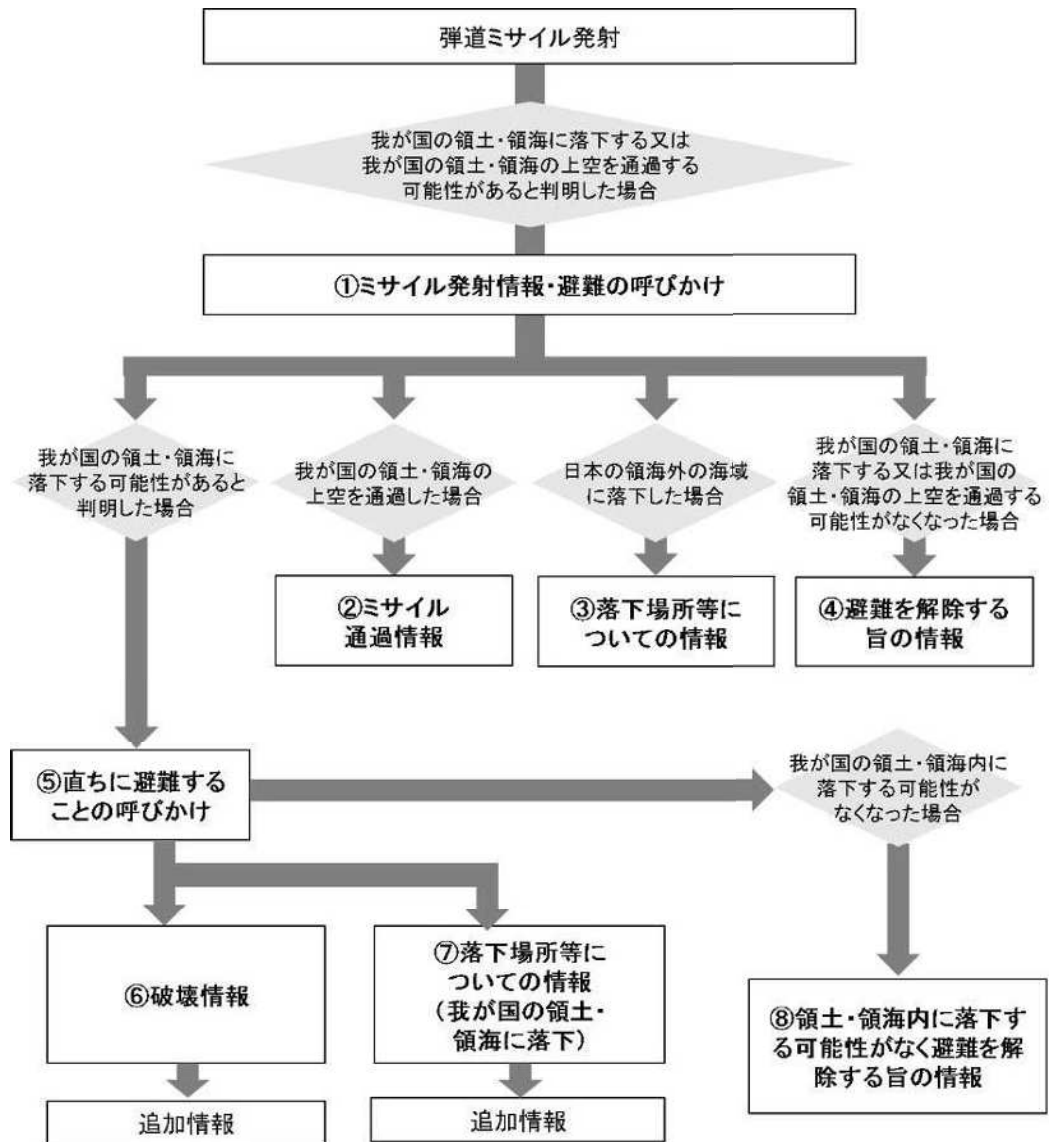 弾道ミサイル発射
我が国の領土・領海に落下する又は
我が国の領土・領海の上空を通過する
可能性があると判明した場合
①ミサイル発射情報・避難の呼びかけ
我が国の領土・領海に
落下する可能性があると
判明した場合
我が国の領土・領海の
上空を通過した場合
日本の領海外の海域
に落下した場合
我が国の領土・領海に
落下する又は我が国の
領土・領海の上空を通過する
可能性がなくなった場合
②ミサイル
通過情報
③落下場所等に
ついての情報
④避難を解除する
旨の情報
⑤直ちに避難する
ことの呼びかけ
我が国の領土・領海内に
落下する可能性が
なくなった場合
⑥破壊情報
⑦落下場所等に
ついての情報
（我が国の領土・
領海に落下）
⑧領土・領海内に落下す
る可能性がなく避難を解
除する旨の情報
追加情報
追加情報